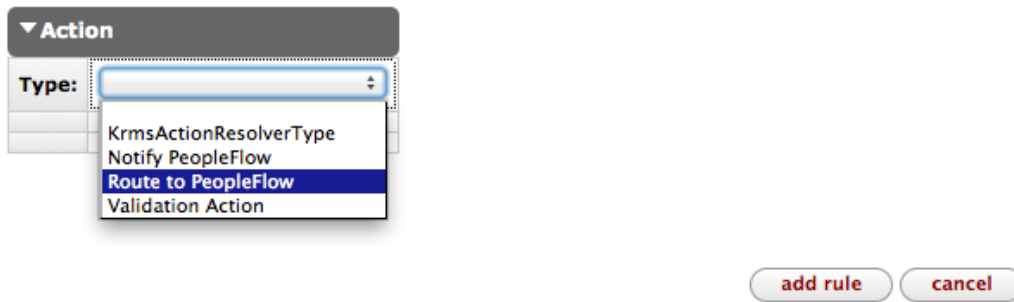 Action
Type:
KrmsActionResolverType
Notify PeopleFlow
Route to PeopleFlow
Validation Action
add rule cancel